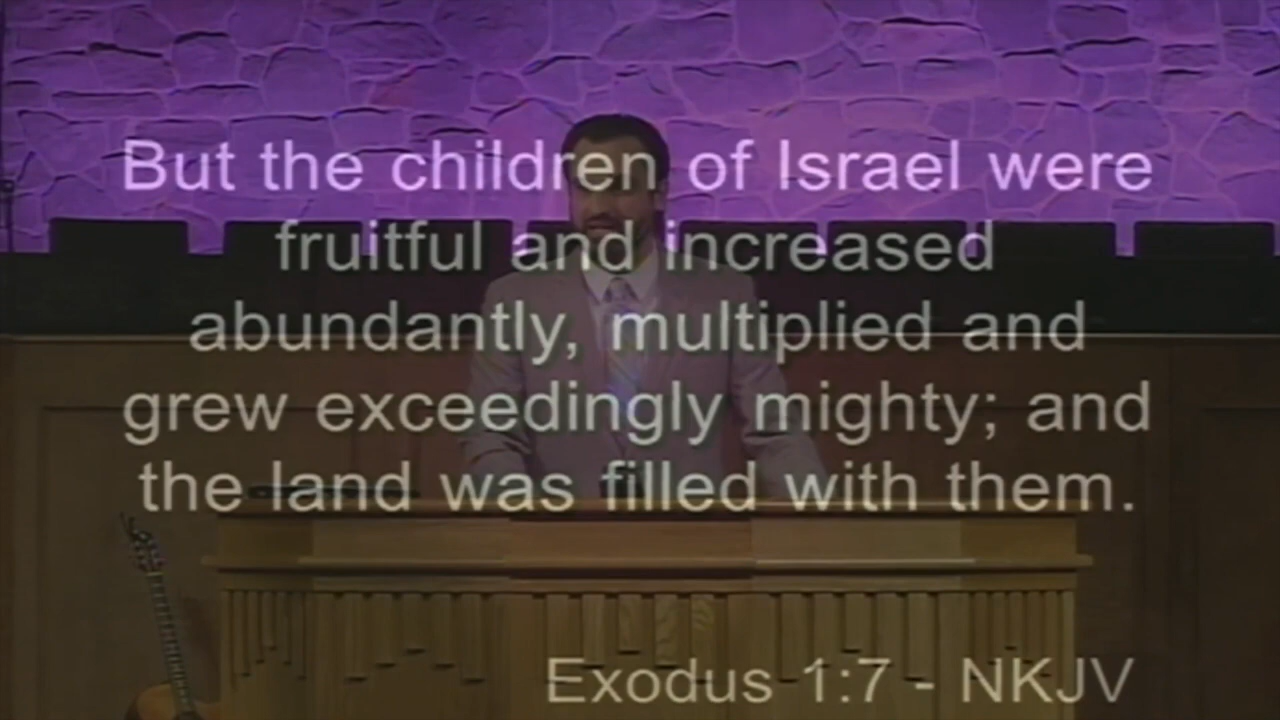 But the children of Israel were
fruitful and increased
abundantly, multiplied and
grew exceedingly mighty; and
the land was filled with them.
Exodus 1:7 - NKJV